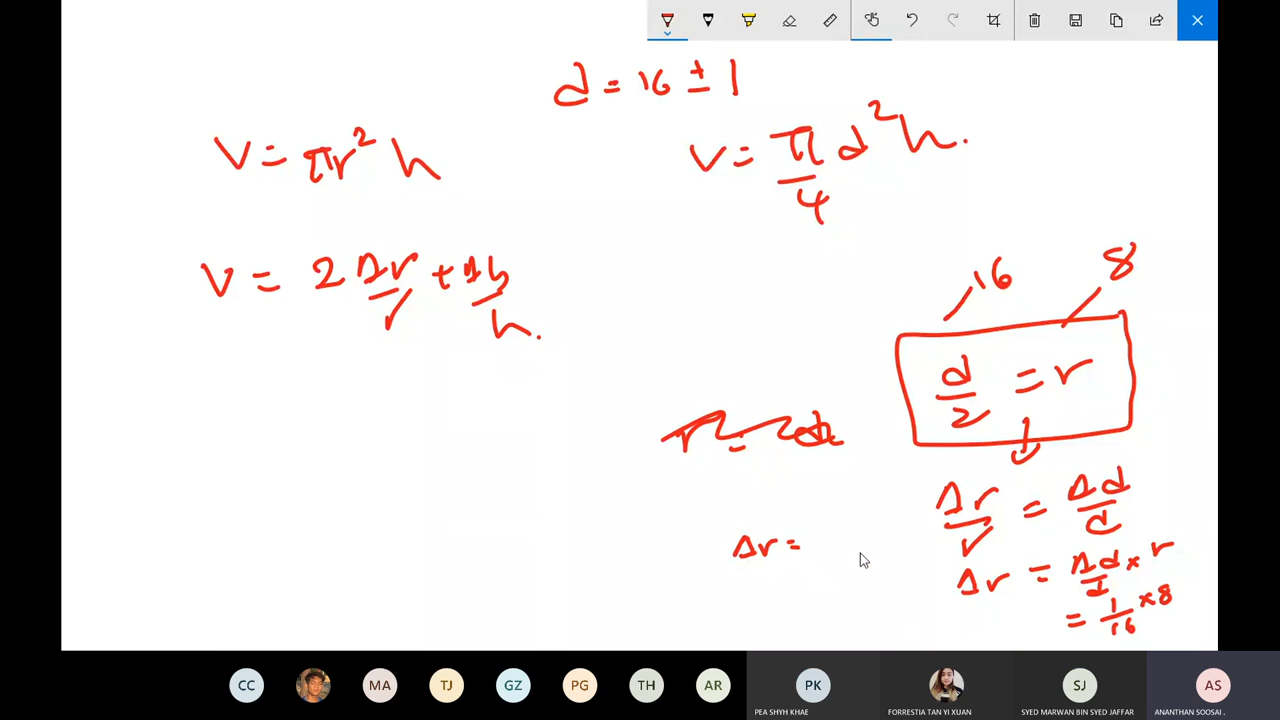 d = 16 ± 1
V = πr² h
V = π/4 d² h.
V = 2 Δr/r + Δh/h.
16
8
d/2 = r
Δr/r = Δd/d
Δr =
Δr = Δd/d × r
= 1/16 × 8
CC
MA
TJ
GZ
PG
TH
AR
PK
SJ
AS
PEA SHYH KHAE
FORRESTIA TAN YI XUAN
SYED MARWAN BIN SYED JAFFAR
ANANTHAN SOOSAI .